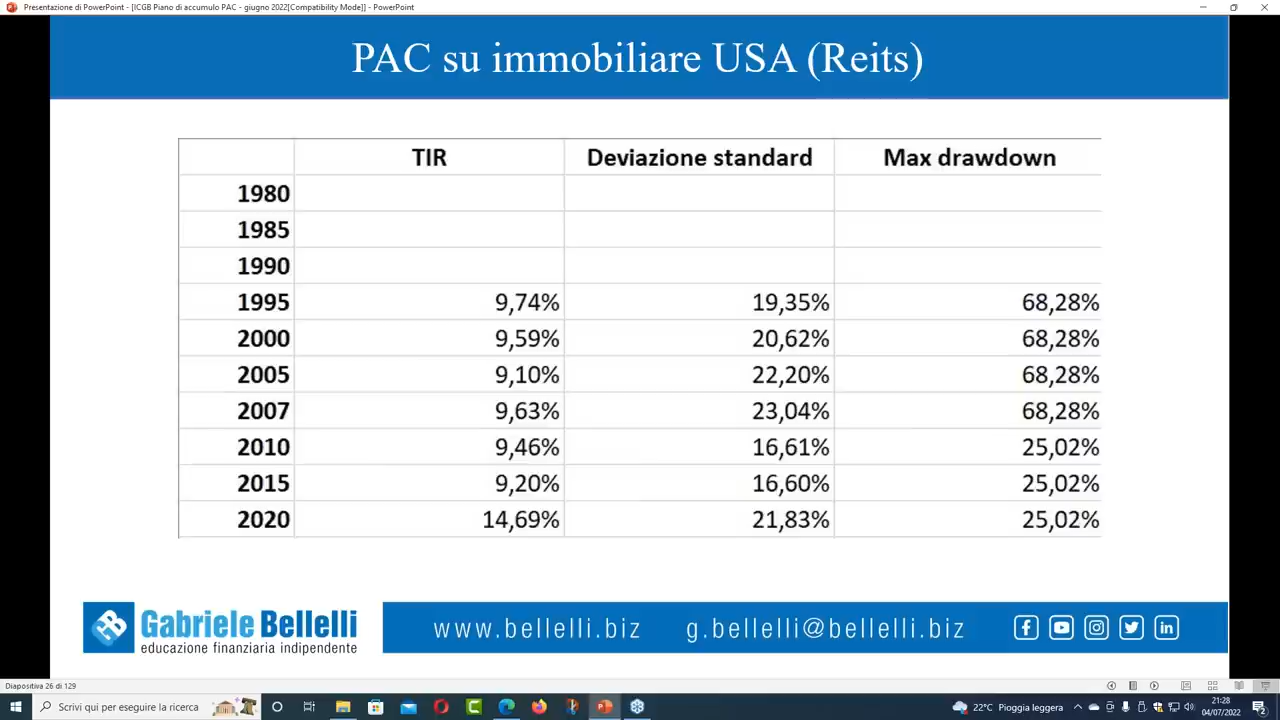 Presentazione di PowerPoint - [ICGB Piano di accumulo PAC - giugno 2022[Compatibility Mode]] - PowerPoint
PAC su immobiliare USA (Reits)
TIR Deviazione standard Max drawdown
1980
1985
1990
1995 9,74% 19,35% 68,28%
2000 9,59% 20,62% 68,28%
2005 9,10% 22,20% 68,28%
2007 9,63% 23,04% 68,28%
2010 9,46% 16,61% 25,02%
2015 9,20% 16,60% 25,02%
2020 14,69% 21,83% 25,02%
Gabriele Bellelli
educazione finanziaria indipendente
www.bellelli.biz g.bellelli@bellelli.biz
Diapositiva 26 di 129
Scrivi qui per eseguire la ricerca
22°C Pioggia leggera
21:28
04/07/2022